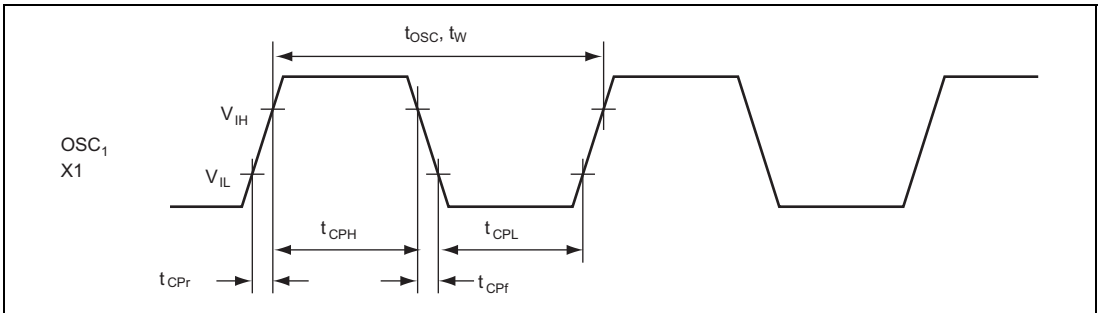 tOSC, tW
VIH
OSC1
X1
VIL
tCPH
tCPL
tCPr
tCPf